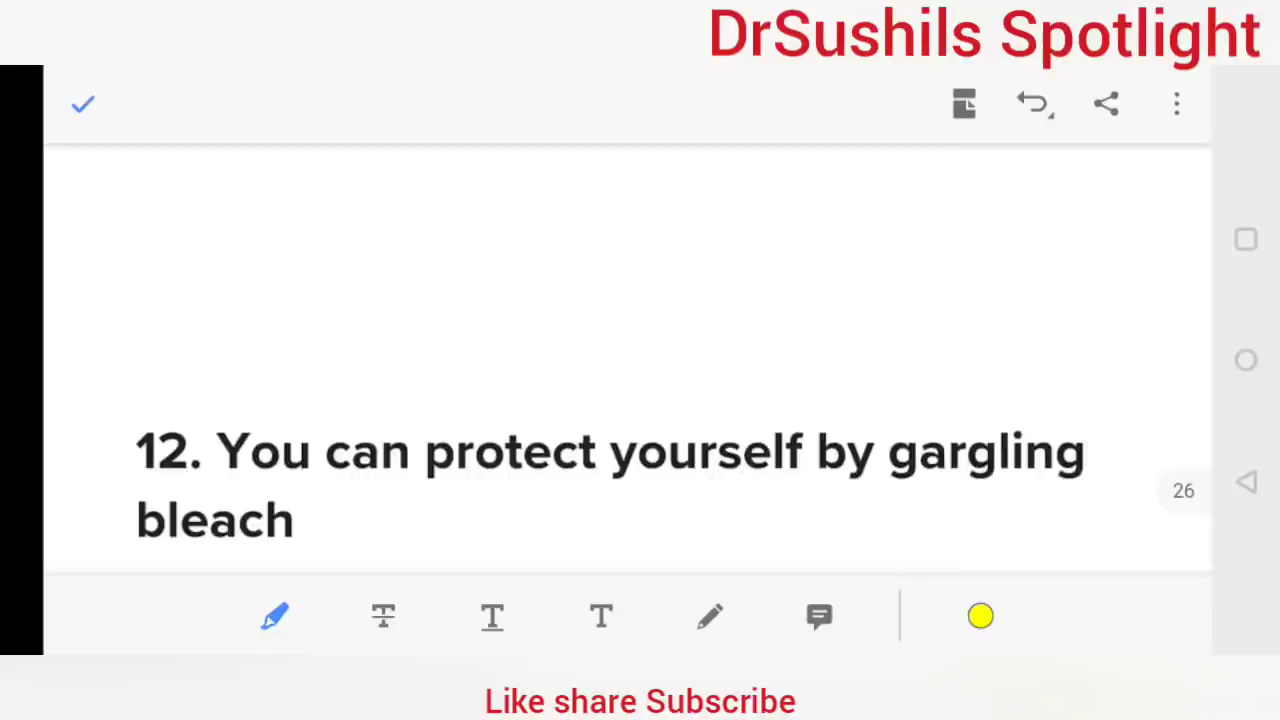 DrSushils Spotlight
12. You can protect yourself by gargling
bleach
26
T
T
T
Like share Subscribe